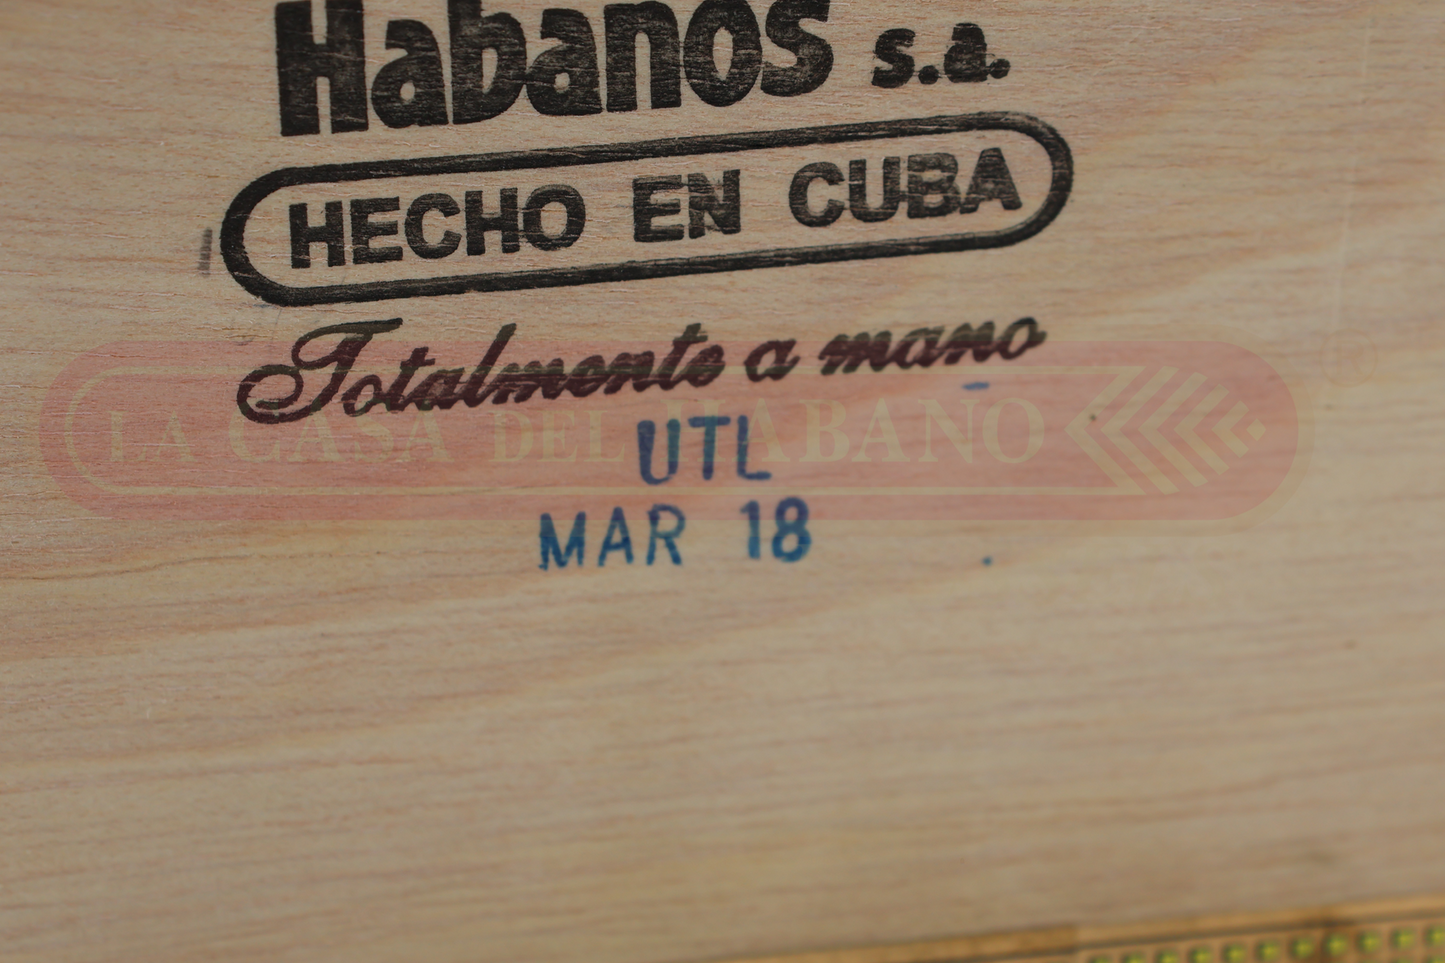 Habanos s.a.
HECHO EN CUBA
Totalmente a mano
LA CASA DEL HABANO
UTL
MAR 18